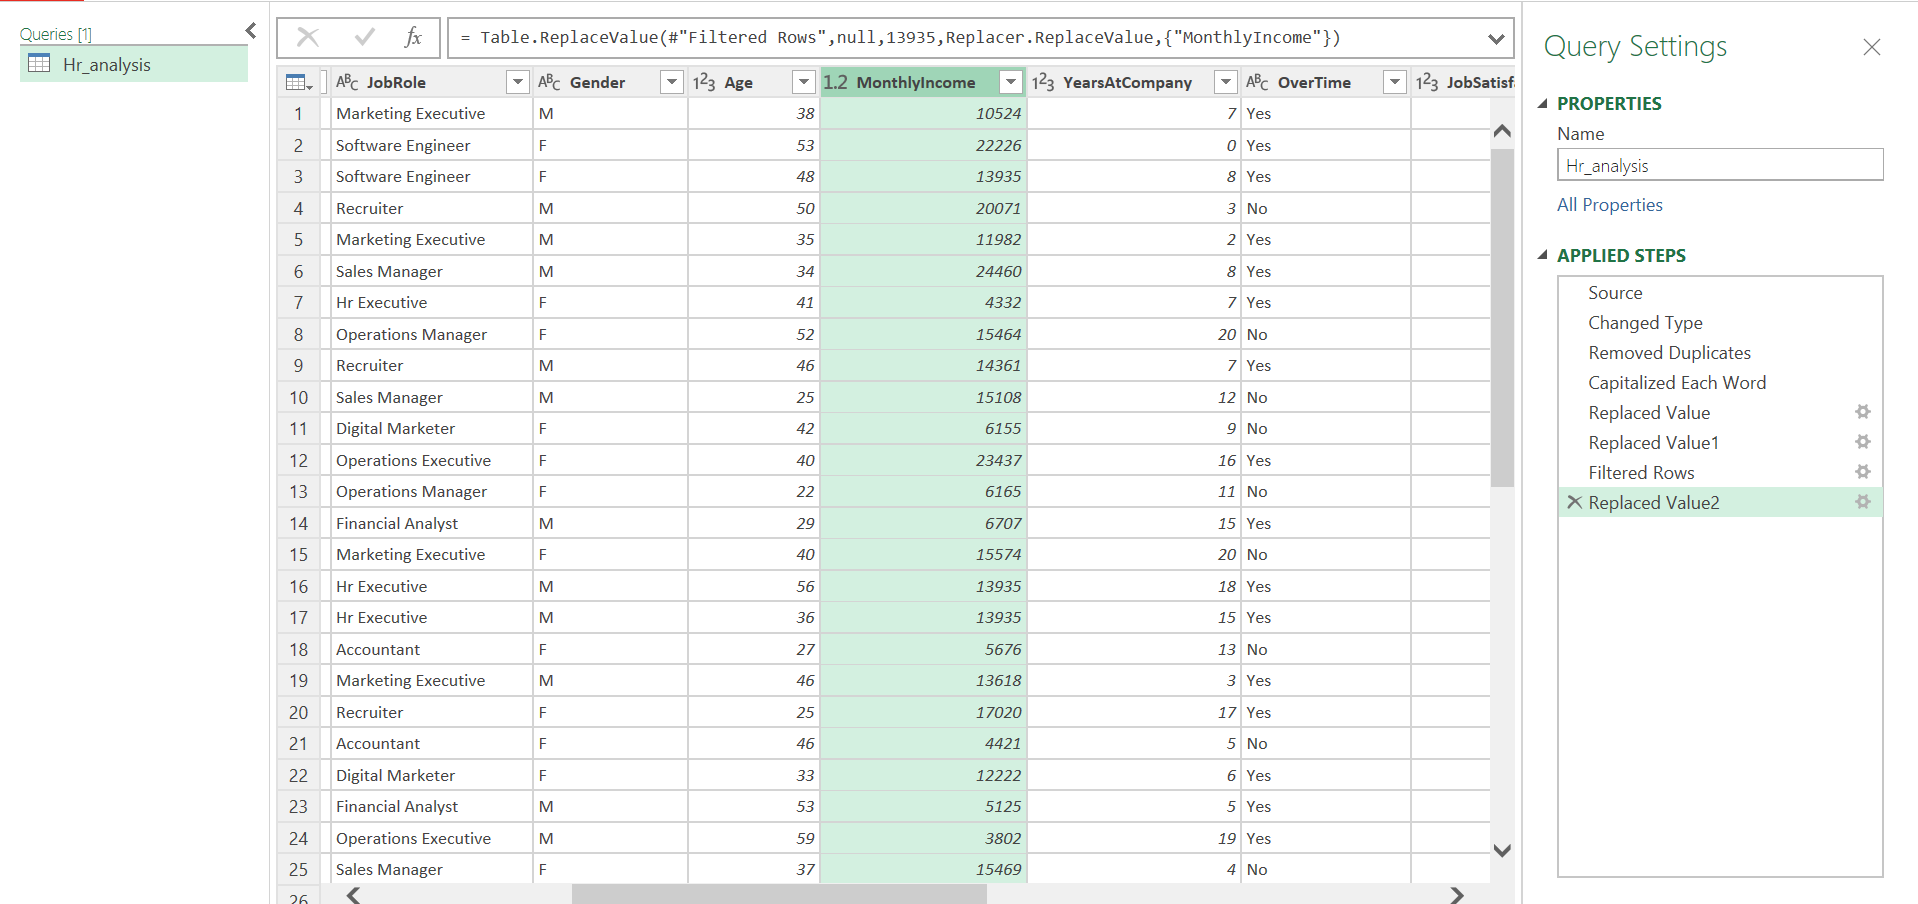 Queries [1]
Hr_analysis
fx = Table.ReplaceValue(#"Filtered Rows",null,13935,Replacer.ReplaceValue,{"MonthlyIncome"})
ABC JobRole ABC Gender 123 Age 1.2 MonthlyIncome 123 YearsAtCompany ABC OverTime 123 JobSatisf
1 Marketing Executive M 38 10524 7 Yes
2 Software Engineer F 53 22226 0 Yes
3 Software Engineer F 48 13935 8 Yes
4 Recruiter M 50 20071 3 No
5 Marketing Executive M 35 11982 2 Yes
6 Sales Manager M 34 24460 8 Yes
7 Hr Executive F 41 4332 7 Yes
8 Operations Manager F 52 15464 20 No
9 Recruiter M 46 14361 7 Yes
10 Sales Manager M 25 15108 12 No
11 Digital Marketer F 42 6155 9 No
12 Operations Executive F 40 23437 16 Yes
13 Operations Manager F 22 6165 11 No
14 Financial Analyst M 29 6707 15 Yes
15 Marketing Executive F 40 15574 20 No
16 Hr Executive M 56 13935 18 Yes
17 Hr Executive M 36 13935 15 Yes
18 Accountant F 27 5676 13 No
19 Marketing Executive M 46 13618 3 Yes
20 Recruiter F 25 17020 17 Yes
21 Accountant F 46 4421 5 No
22 Digital Marketer F 33 12222 6 Yes
23 Financial Analyst M 53 5125 5 Yes
24 Operations Executive M 59 3802 19 Yes
25 Sales Manager F 37 15469 4 No
26
Query Settings
PROPERTIES
Name
Hr_analysis
All Properties
APPLIED STEPS
Source
Changed Type
Removed Duplicates
Capitalized Each Word
Replaced Value
Replaced Value1
Filtered Rows
Replaced Value2